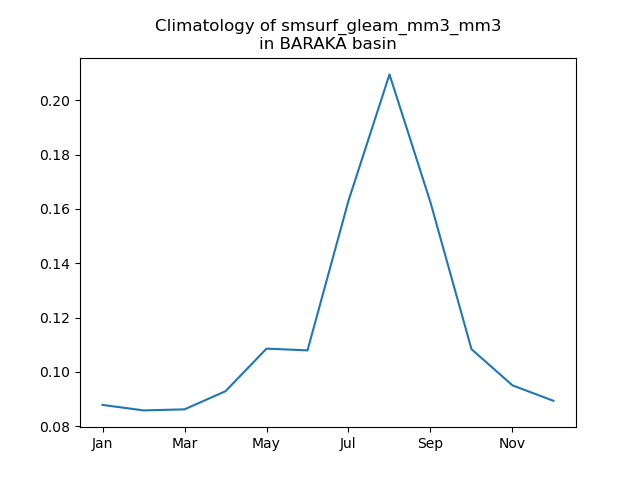 Climatology of smsurf_gleam_mm3_mm3
in BARAKA basin
0.20
0.18
0.16
0.14
0.12
0.10
0.08
Jan
Mar
May
Jul
Sep
Nov